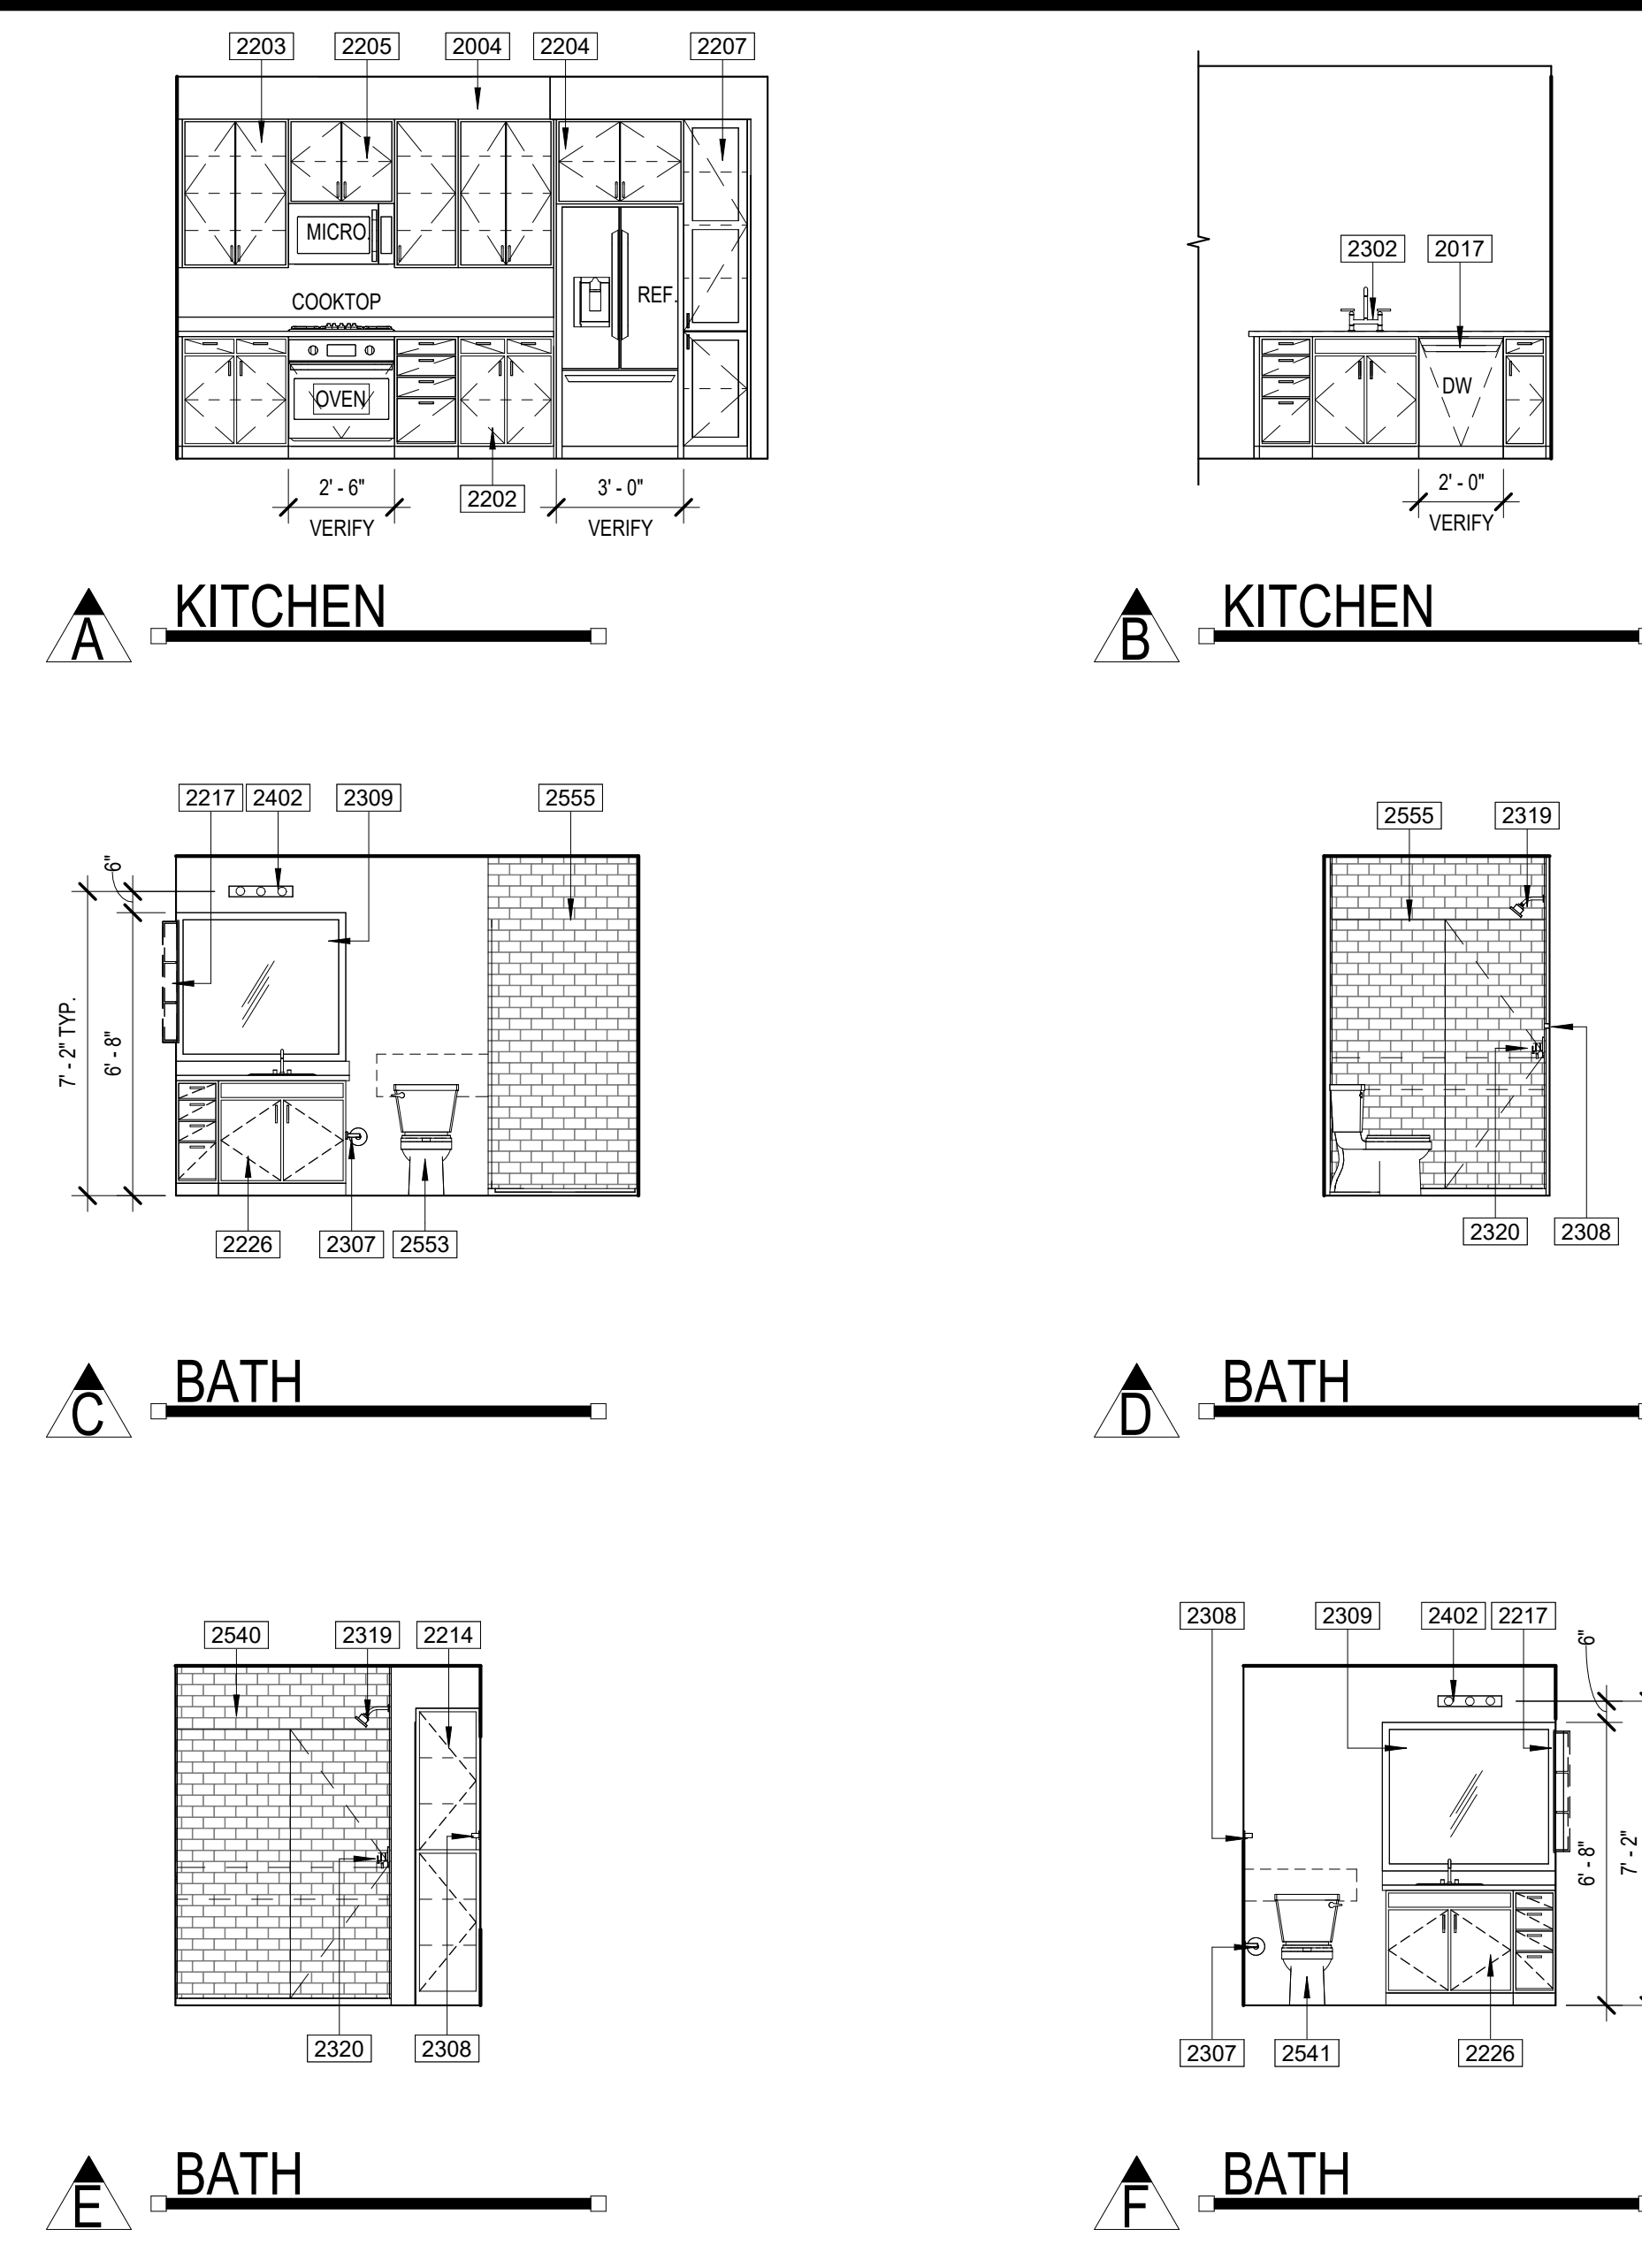 2203 2205 2004 2204 2207
MICRO.
COOKTOP
REF.
OVEN
2' - 6"
VERIFY
2202
3' - 0"
VERIFY
A KITCHEN
2302 2017
DW
2' - 0"
VERIFY
B KITCHEN
2217 2402 2309 2555
6"
7' - 2" TYP.
6' - 8"
2226 2307 2553
C BATH
2555 2319
2320 2308
D BATH
2540 2319 2214
2320 2308
E BATH
2308 2309 2402 2217
6"
6' - 8"
7' - 2"
2307 2541 2226
F BATH